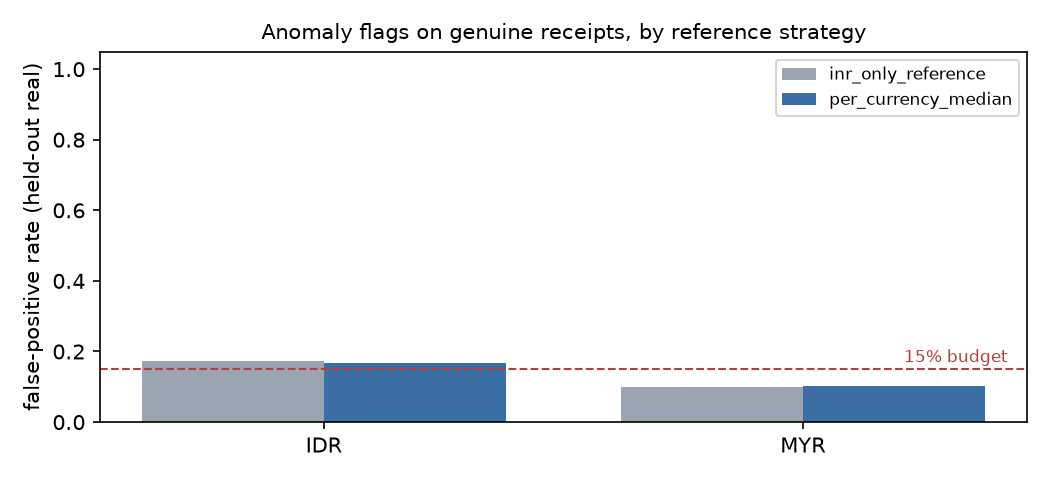 Anomaly flags on genuine receipts, by reference strategy
false-positive rate (held-out real)
1.0
0.8
0.6
0.4
0.2
0.0
inr_only_reference
per_currency_median
15% budget
IDR
MYR